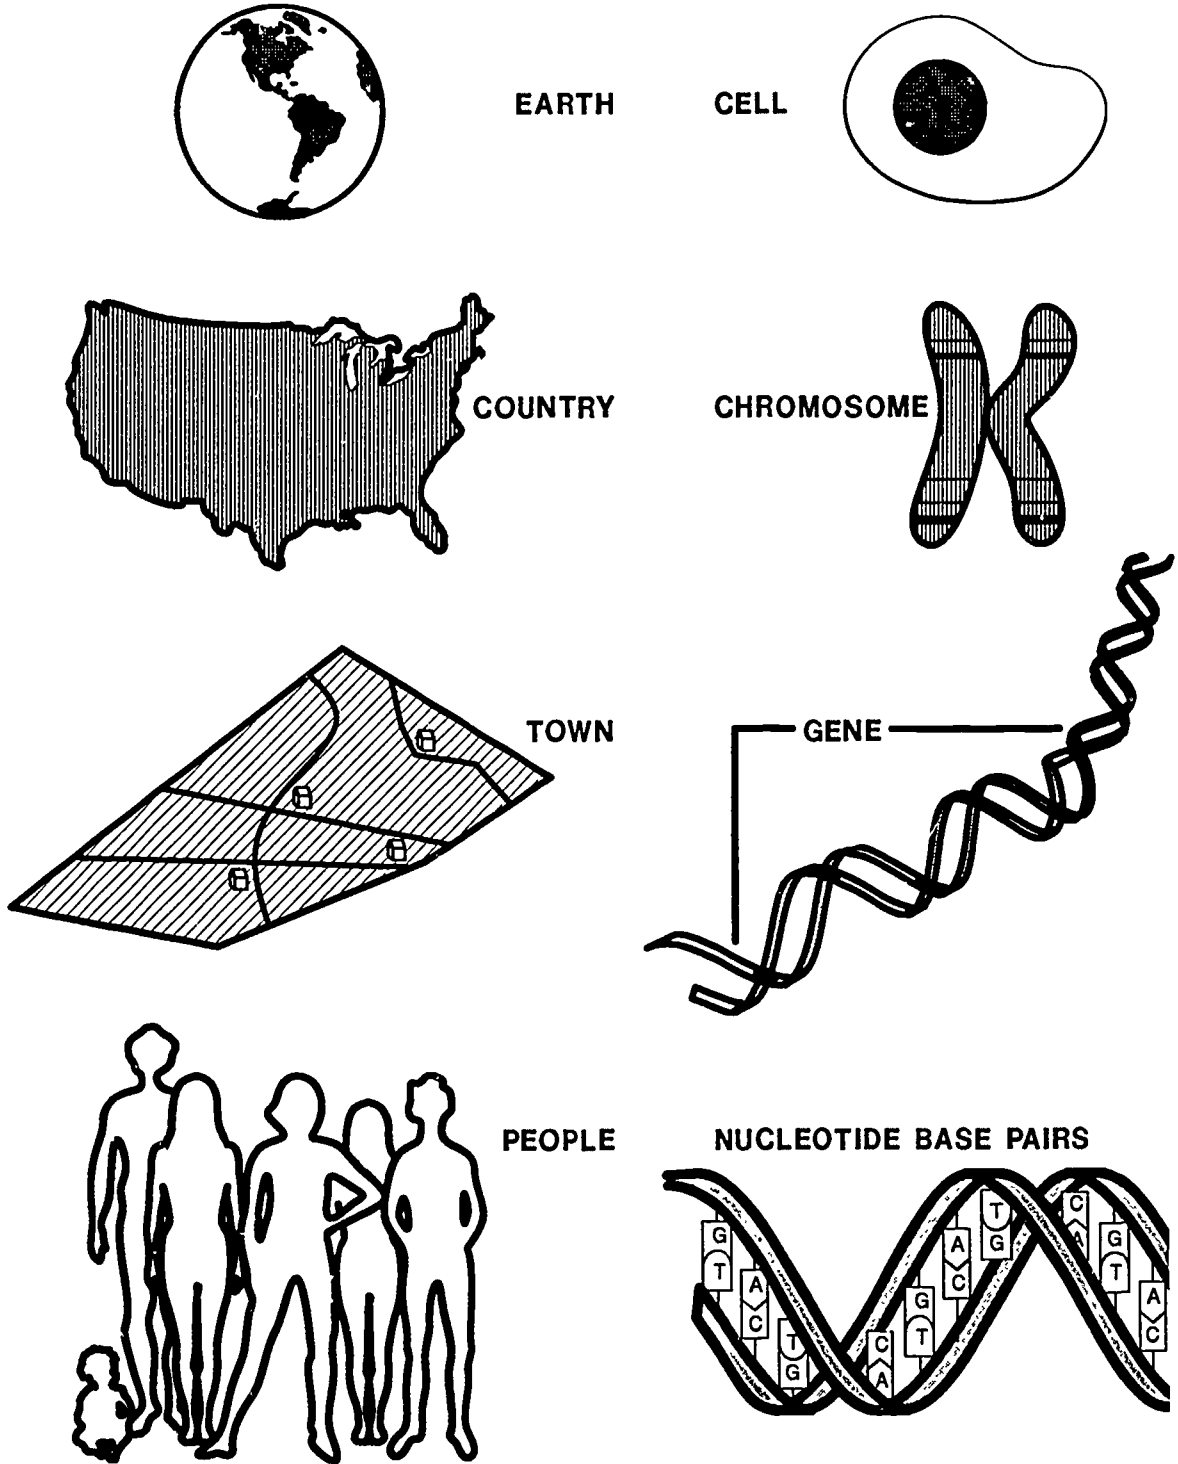 EARTH CELL
COUNTRY CHROMOSOME
TOWN GENE
PEOPLE NUCLEOTIDE BASE PAIRS
G T
A C
T G
C A
G T
A C
T G
C A
G T
A C